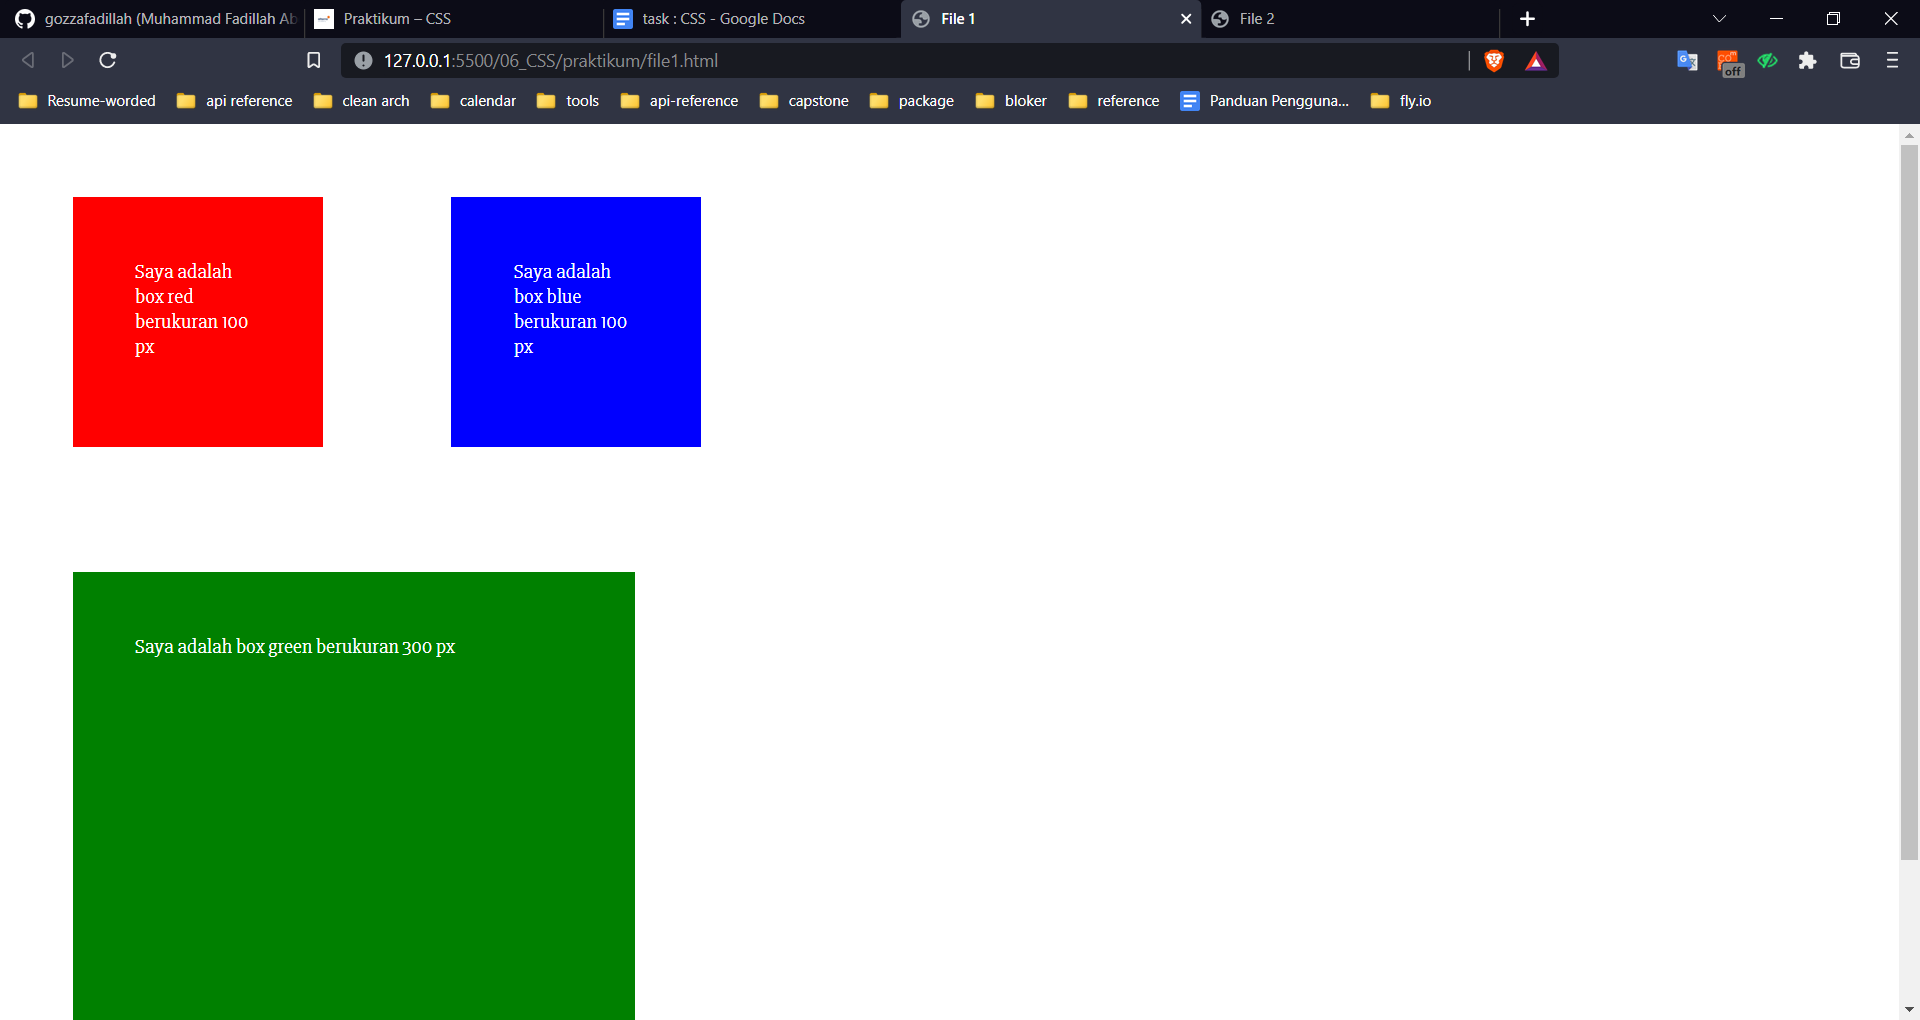 gozzafadillah (Muhammad Fadillah Ab
Praktikum – CSS
task : CSS - Google Docs
File 1
File 2
127.0.0.1:5500/06_CSS/praktikum/file1.html
off
Resume-worded
api reference
clean arch
calendar
tools
api-reference
capstone
package
bloker
reference
Panduan Pengguna...
fly.io
Saya adalah
box red
berukuran 100
px
Saya adalah
box blue
berukuran 100
px
Saya adalah box green berukuran 300 px